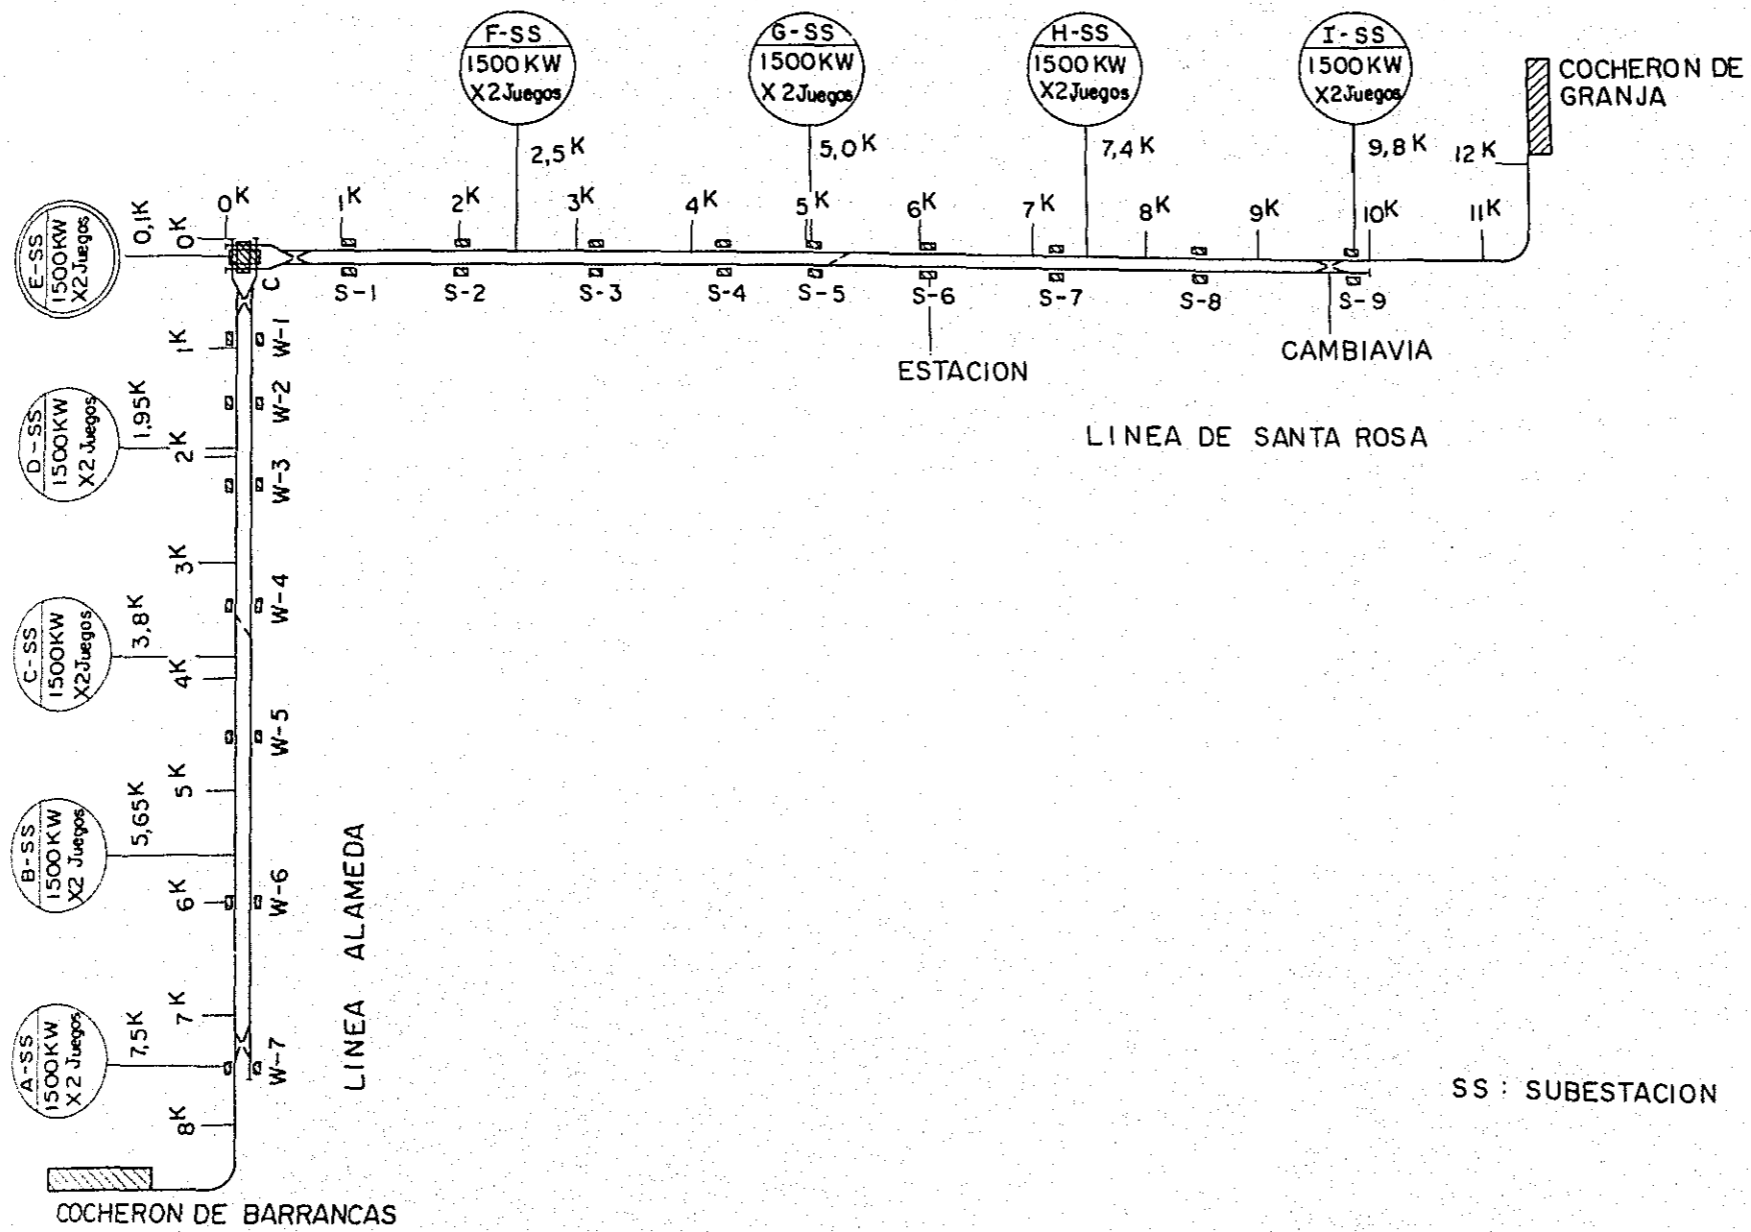 F-SS
1500 KW
X2 Juegos
G-SS
1500 KW
X 2 Juegos
H-SS
1500 KW
X2 Juegos
I-SS
1500 KW
X2 Juegos
COCHERON DE
GRANJA
2,5 K
5,0 K
7,4 K
9,8 K
12 K
0K
1K
2K
3K
4K
5K
6K
7K
8K
9K
10K
11K
E-SS
1500KW
X2 Juegos
0,1K
0K
C
S-1
S-2
S-3
S-4
S-5
S-6
S-7
S-8
S-9
ESTACION
CAMBIAVIA
LINEA DE SANTA ROSA
1K
W-1
D-SS
1500KW
X2 Juegos
1,95K
2K
W-2
W-3
3K
C-SS
1500KW
X2Juegos
3,8K
W-4
4K
W-5
5K
B-SS
1500KW
X2 Juegos
5,65K
6K
W-6
LINEA ALAMEDA
7K
A-SS
1500KW
X 2 Juegos
7,5K
W-7
8K
SS : SUBESTACION
COCHERON DE BARRANCAS